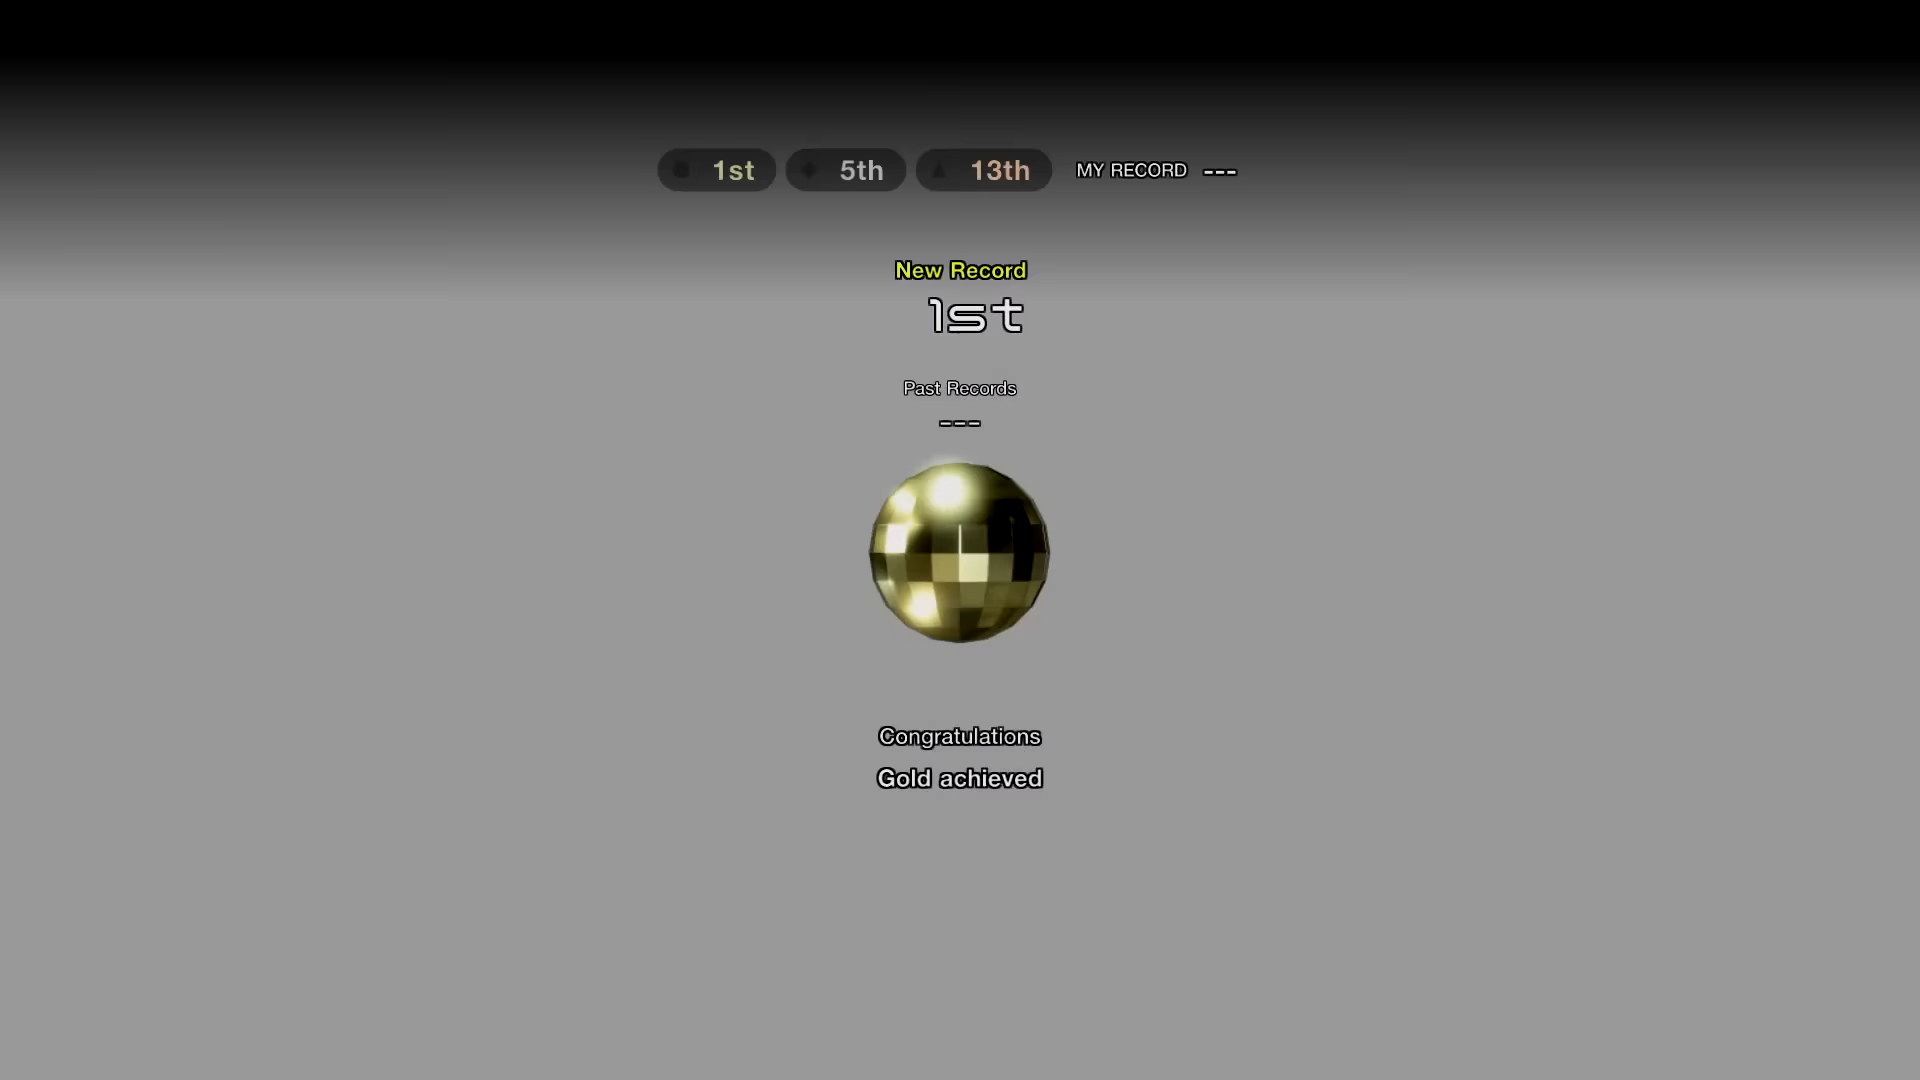 1st 5th 13th MY RECORD ---
New Record
1st
Past Records
---
Congratulations
Gold achieved